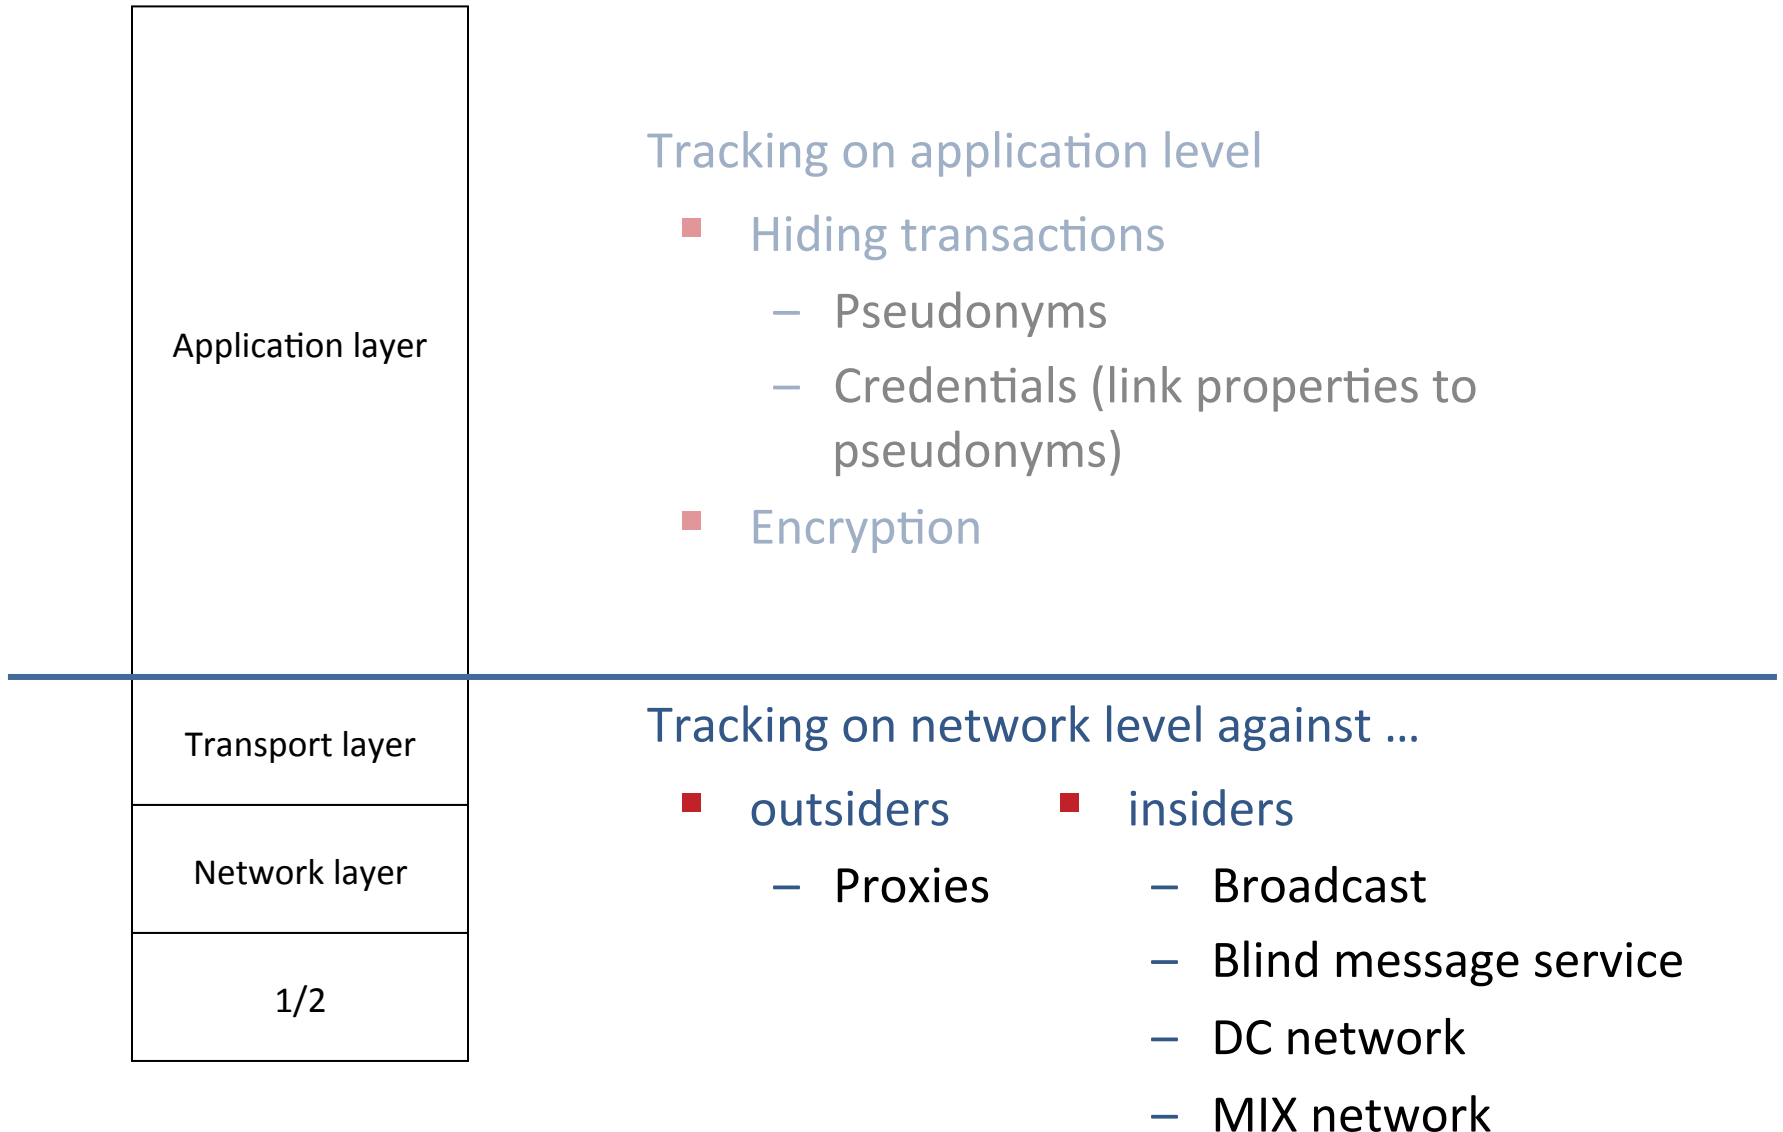 Application layer
Tracking on application level
Hiding transactions
– Pseudonyms
– Credentials (link properties to
pseudonyms)
Encryption
Transport layer
Network layer
1/2
Tracking on network level against ...
outsiders
– Proxies
insiders
– Broadcast
– Blind message service
– DC network
– MIX network